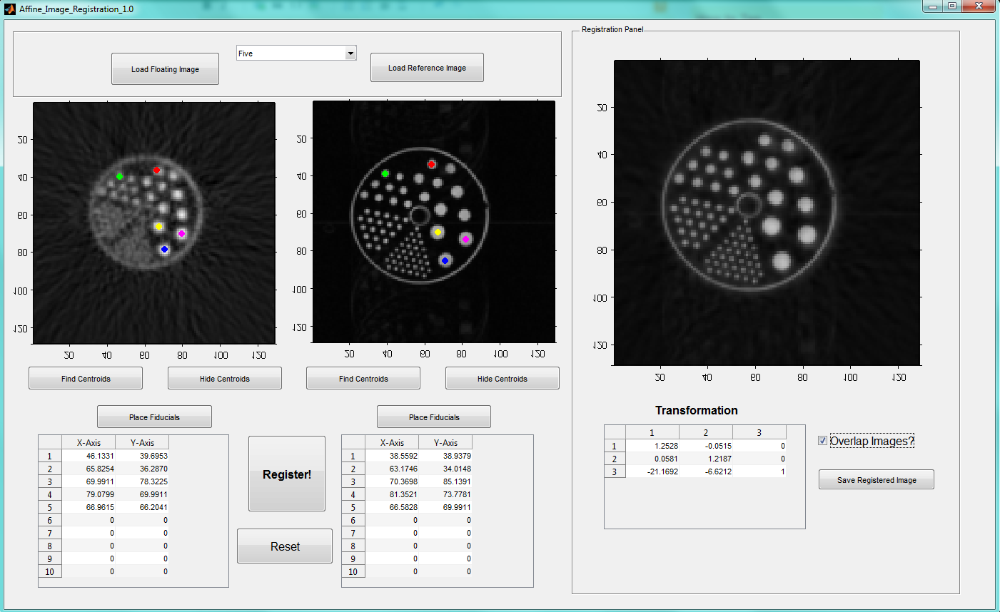 Affine_Image_Registration_1.0
Load Floating Image
Five
Load Reference Image
20
40
60
80
100
120
20 40 60 80 100 120
20
40
60
80
100
120
20 40 60 80 100 120
Find Centroids
Hide Centroids
Find Centroids
Hide Centroids
Place Fiducials
Place Fiducials
X-Axis Y-Axis
1 46.1331 39.6953
2 65.8254 36.2870
3 69.9911 78.3225
4 79.0799 69.9911
5 66.9615 66.2041
6 0 0
7 0 0
8 0 0
9 0 0
10 0 0
Register!
Reset
X-Axis Y-Axis
1 38.5592 38.9379
2 63.1746 34.0148
3 70.3698 85.1391
4 81.3521 73.7781
5 66.5828 69.9911
6 0 0
7 0 0
8 0 0
9 0 0
10 0 0
Registration Panel
20
40
60
80
100
120
20 40 60 80 100 120
Transformation
1 2 3
1 1.2528 -0.0515 0
2 0.0581 1.2187 0
3 -21.1692 -6.6212 1
Overlap Images?
Save Registered Image